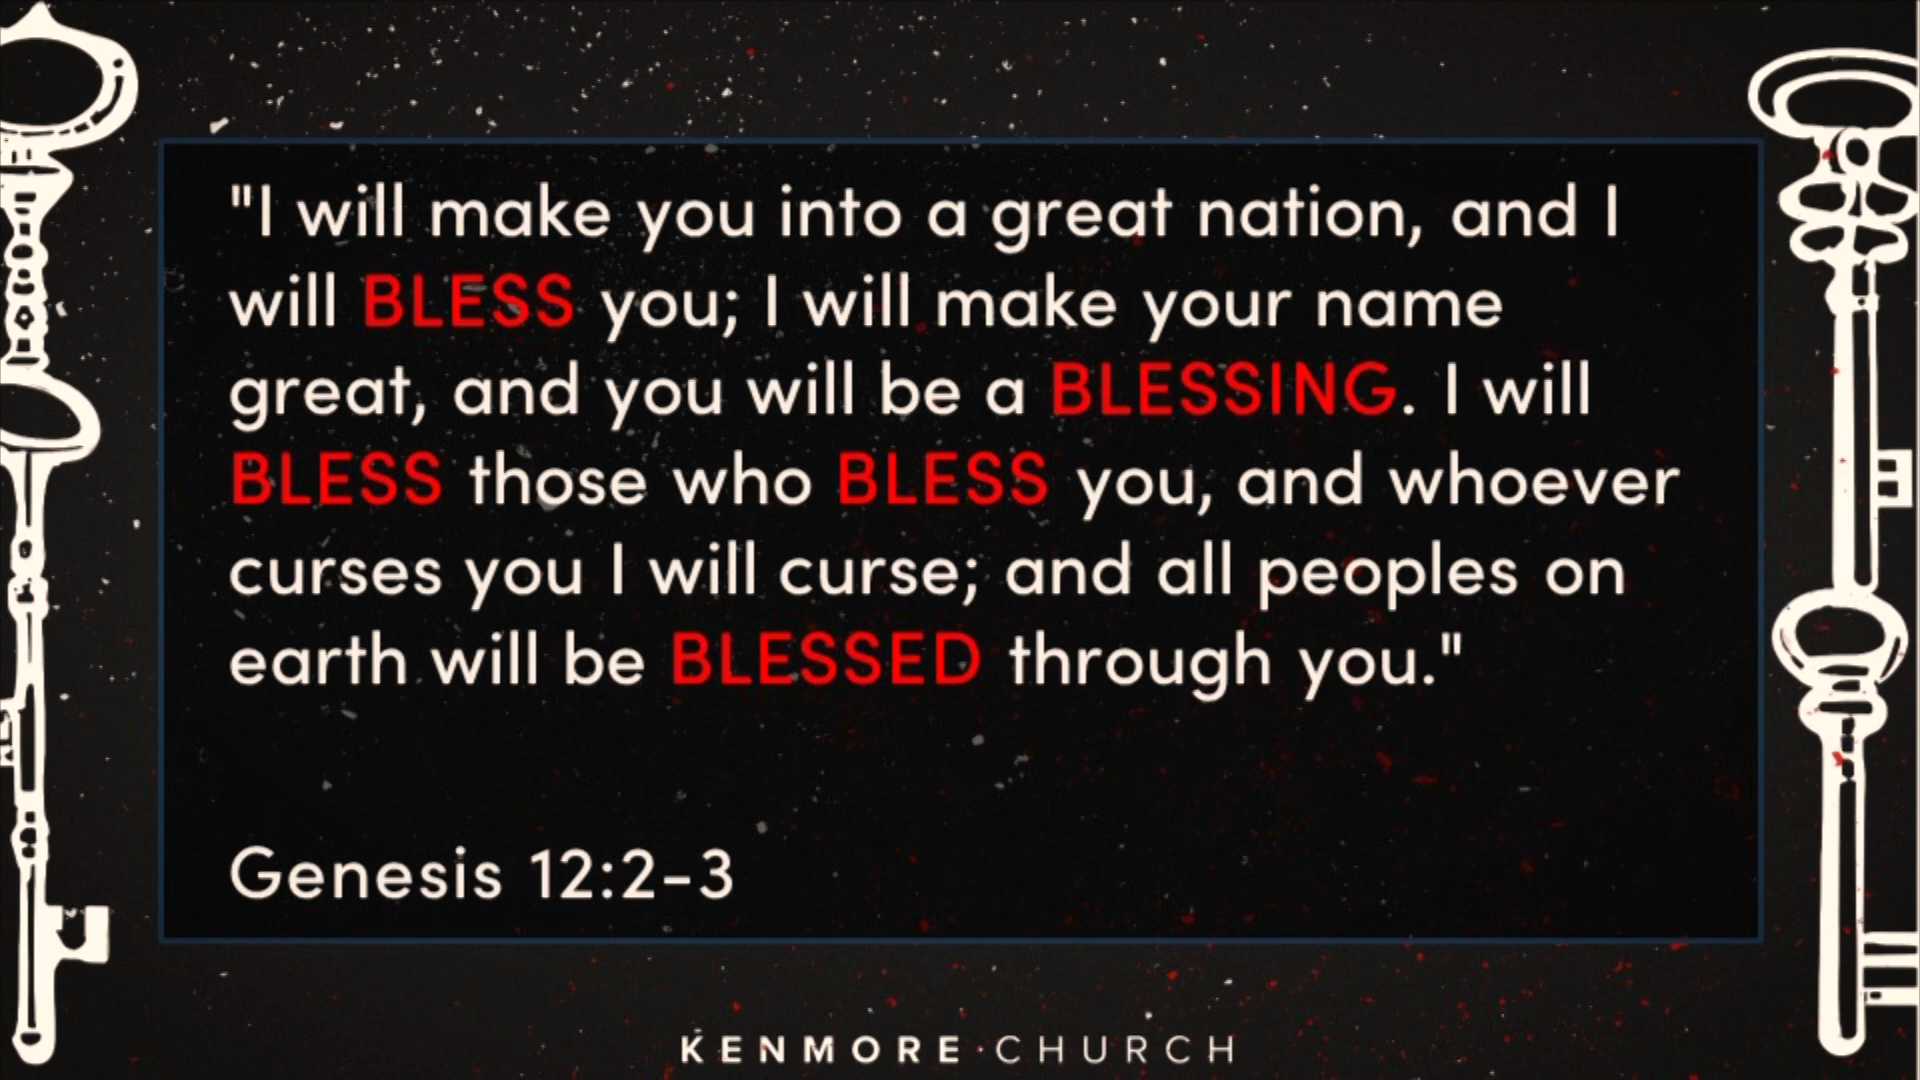 "I will make you into a great nation, and I
will BLESS you; I will make your name
great, and you will be a BLESSING. I will
BLESS those who BLESS you, and whoever
curses you I will curse; and all peoples on
earth will be BLESSED through you."
Genesis 12:2-3
KENMORE·CHURCH